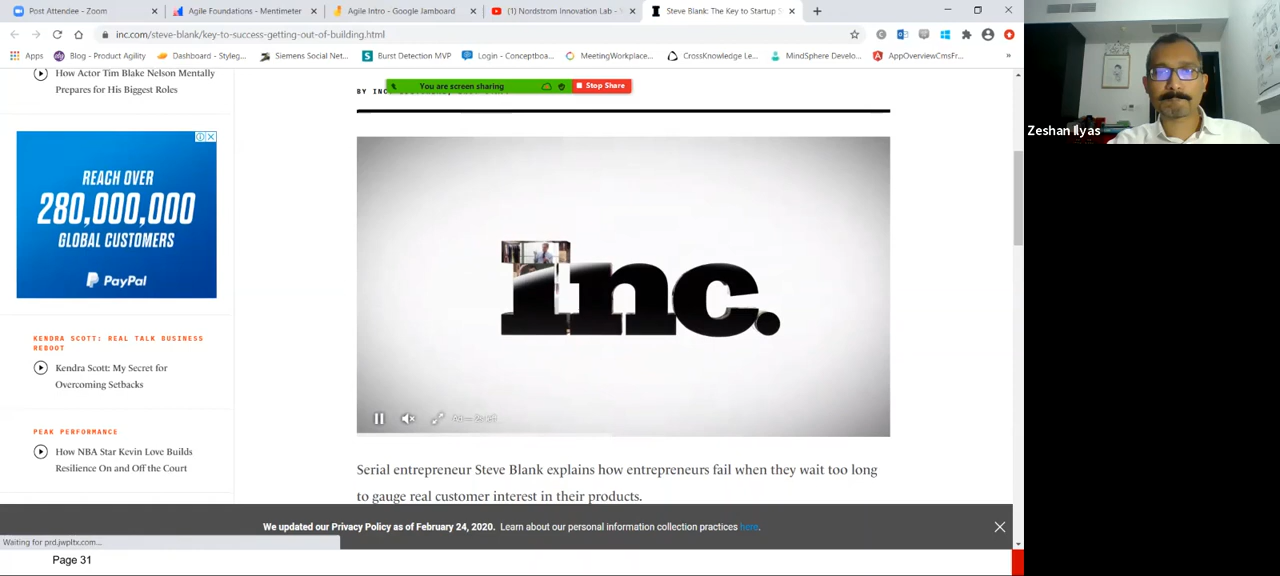 Post Attendee - Zoom
Agile Foundations - Mentimeter
Agile Intro - Google Jamboard
(1) Nordstrom Innovation Lab - Y
Steve Blank: The Key to Startup S
inc.com/steve-blank/key-to-success-getting-out-of-building.html
Apps
Blog - Product Agility
Dashboard - Styleg...
Siemens Social Net...
Burst Detection MVP
Login - Conceptboa...
MeetingWorkplace...
CrossKnowledge Le...
MindSphere Develo...
AppOverviewCmsFr...
»
How Actor Tim Blake Nelson Mentally
Prepares for His Biggest Roles
You are screen sharing
Stop Share
BY INC.
REACH OVER
280,000,000
GLOBAL CUSTOMERS
PayPal
Inc.
KENDRA SCOTT: REAL TALK BUSINESS
REBOOT
Kendra Scott: My Secret for
Overcoming Setbacks
PEAK PERFORMANCE
How NBA Star Kevin Love Builds
Resilience On and Off the Court
Serial entrepreneur Steve Blank explains how entrepreneurs fail when they wait too long
to gauge real customer interest in their products.
We updated our Privacy Policy as of February 24, 2020. Learn about our personal information collection practices here.
Waiting for prd.jwpltx.com...
Page 31
Zeshan Ilyas